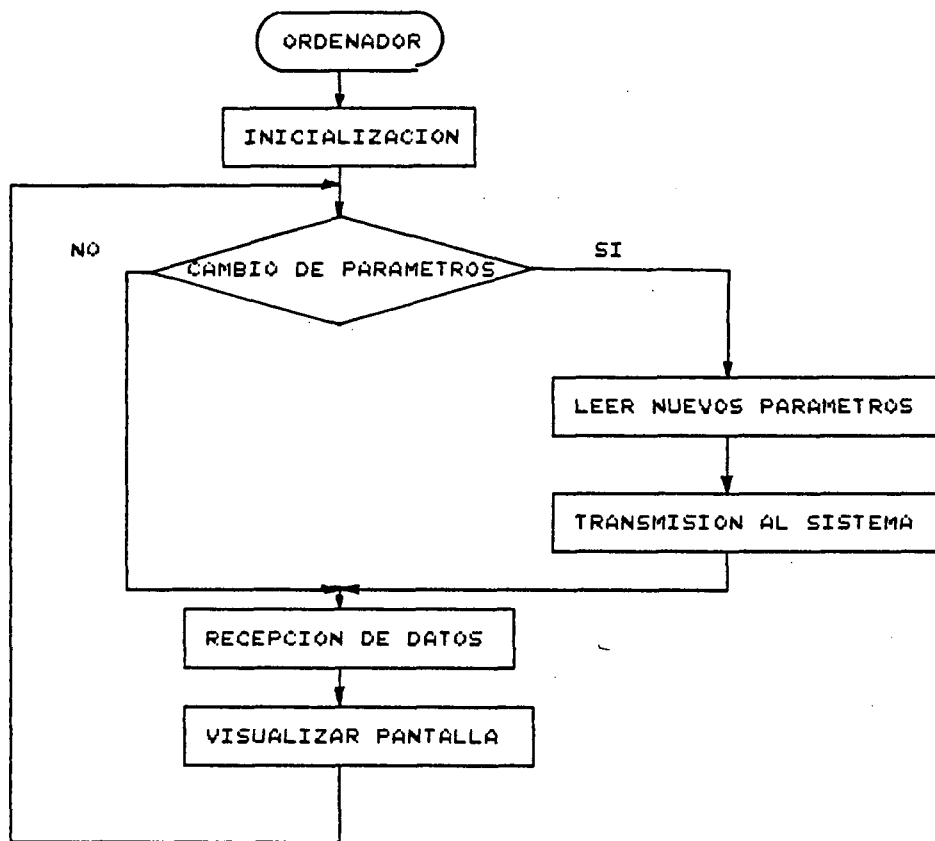 ORDENADOR
INICIALIZACION
NO
SI
CAMBIO DE PARAMETROS
LEER NUEVOS PARAMETROS
TRANSMISION AL SISTEMA
RECEPCION DE DATOS
VISUALIZAR PANTALLA